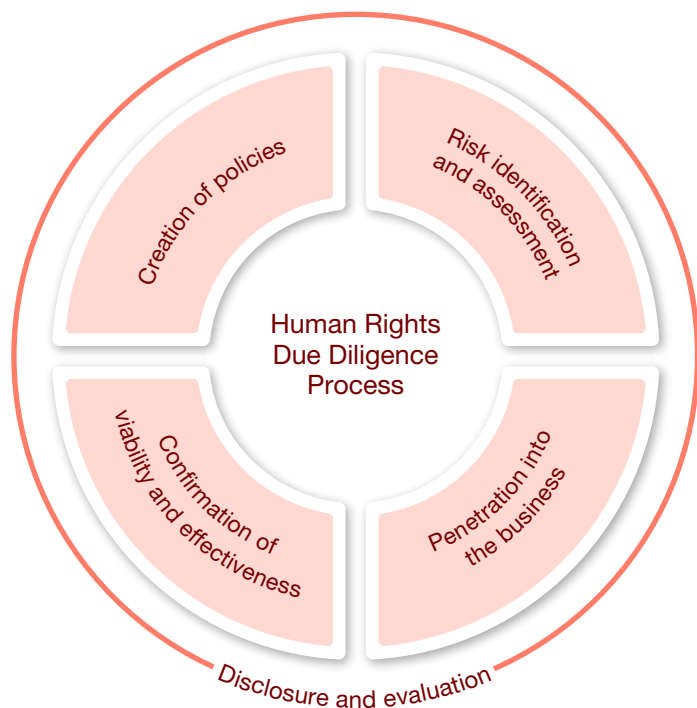 Creation of policies
Risk identification
and assessment
Human Rights
Due Diligence
Process
Confirmation of
viability and effectiveness
Penetration into
the business
Disclosure and evaluation